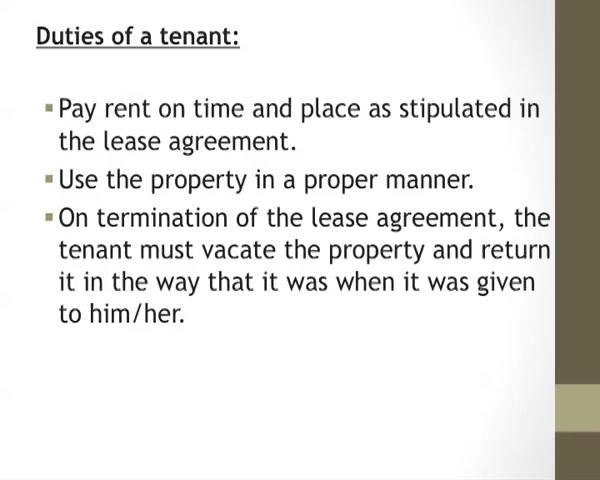 Duties of a tenant:
▪ Pay rent on time and place as stipulated in
the lease agreement.
▪ Use the property in a proper manner.
▪ On termination of the lease agreement, the
tenant must vacate the property and return
it in the way that it was when it was given
to him/her.